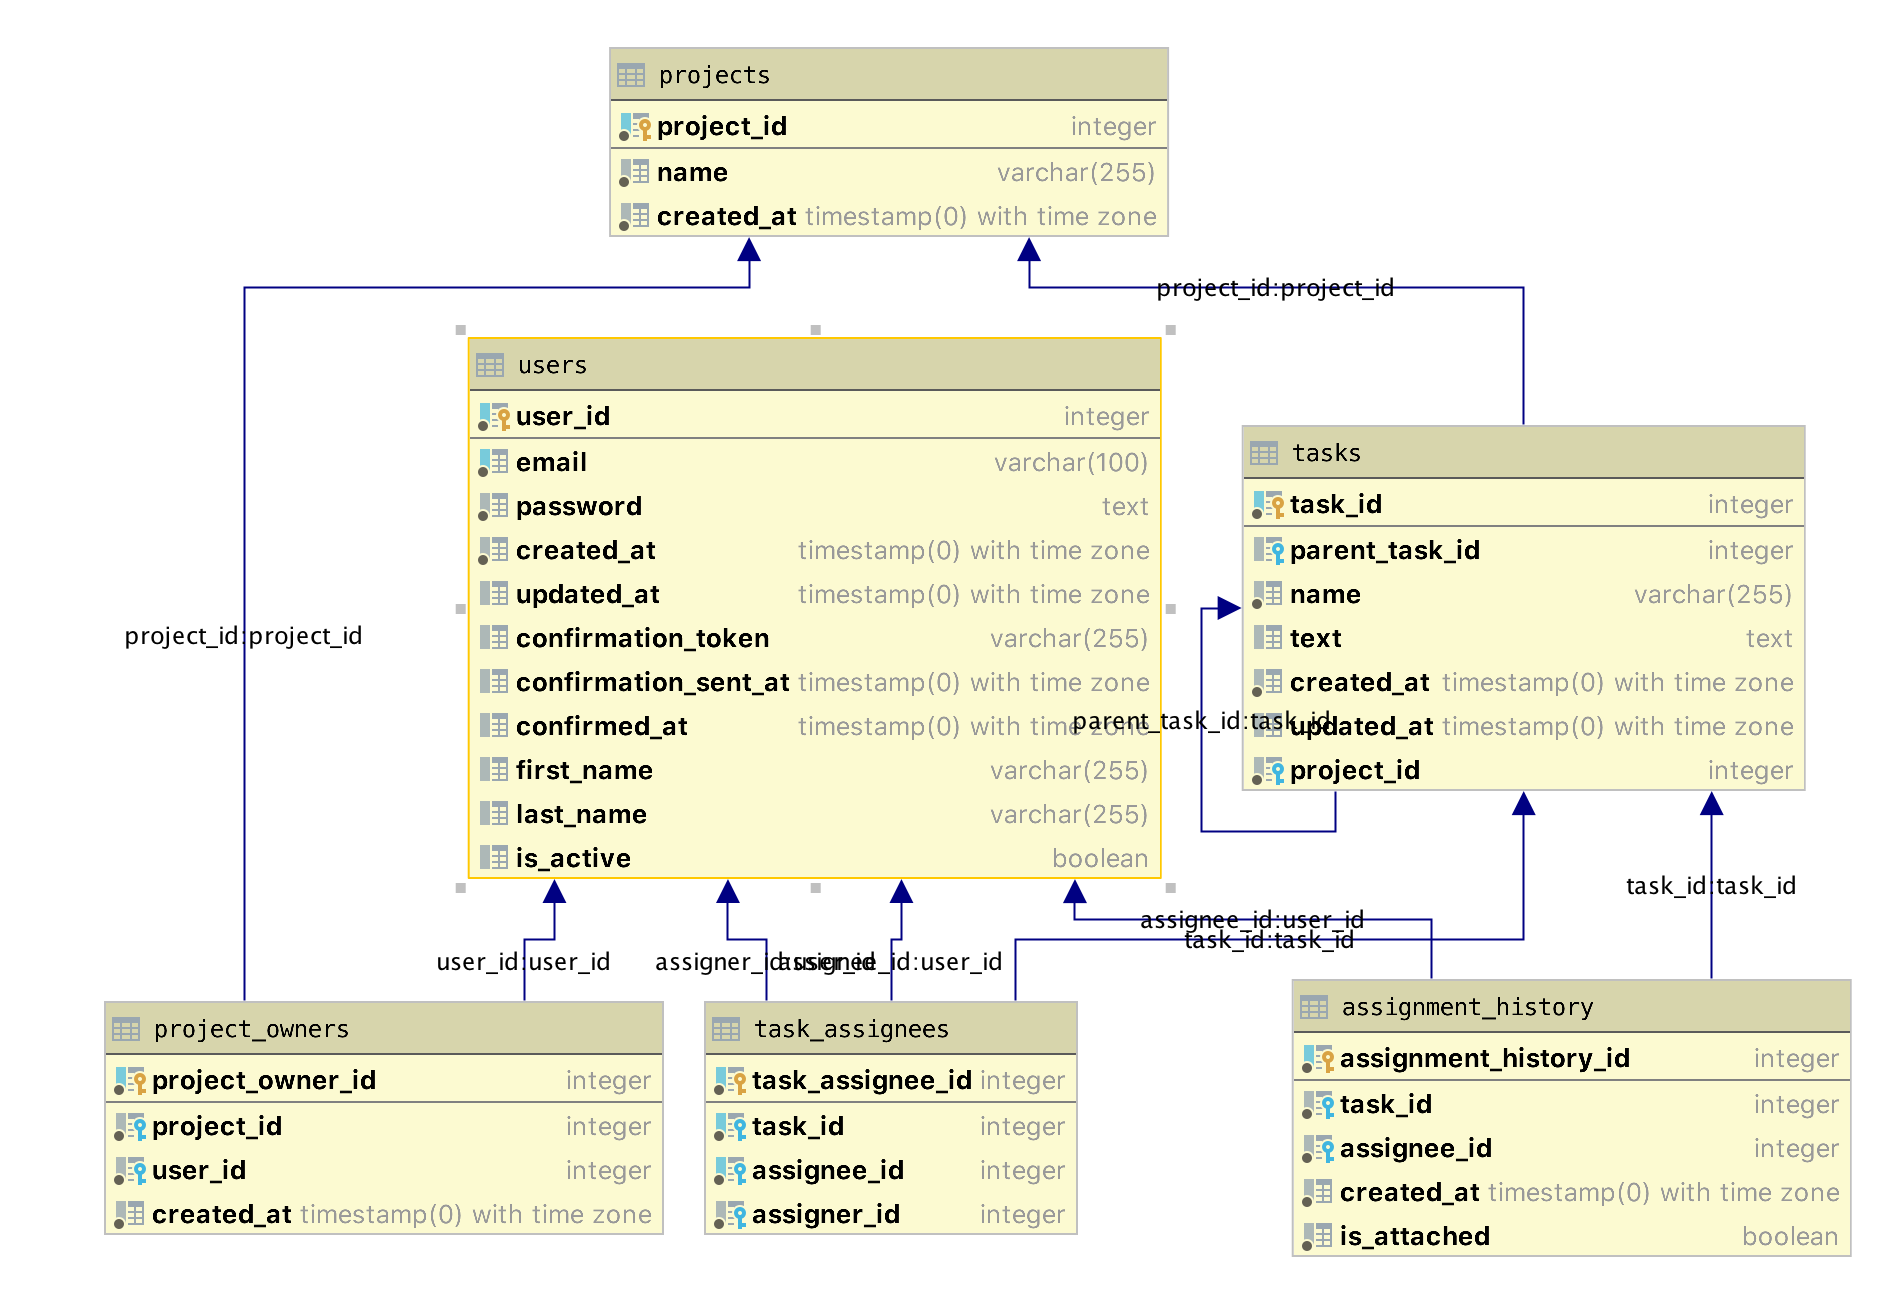 projects
project_id integer
name varchar(255)
created_at timestamp(0) with time zone
project_id:project_id
users
user_id integer
email varchar(100)
password text
created_at timestamp(0) with time zone
updated_at timestamp(0) with time zone
confirmation_token varchar(255)
confirmation_sent_at timestamp(0) with time zone
confirmed_at timestamp(0) with time zone
first_name varchar(255)
last_name varchar(255)
is_active boolean
tasks
task_id integer
parent_task_id integer
name varchar(255)
text text
created_at timestamp(0) with time zone
updated_at timestamp(0) with time zone
project_id integer
project_id:project_id
parent_task_id:task_id
task_id:task_id
assignee_id:user_id
task_id:task_id
user_id:user_id
assigner_id:user_id
assignee_id:user_id
project_owners
project_owner_id integer
project_id integer
user_id integer
created_at timestamp(0) with time zone
task_assignees
task_assignee_id integer
task_id integer
assignee_id integer
assigner_id integer
assignment_history
assignment_history_id integer
task_id integer
assignee_id integer
created_at timestamp(0) with time zone
is_attached boolean